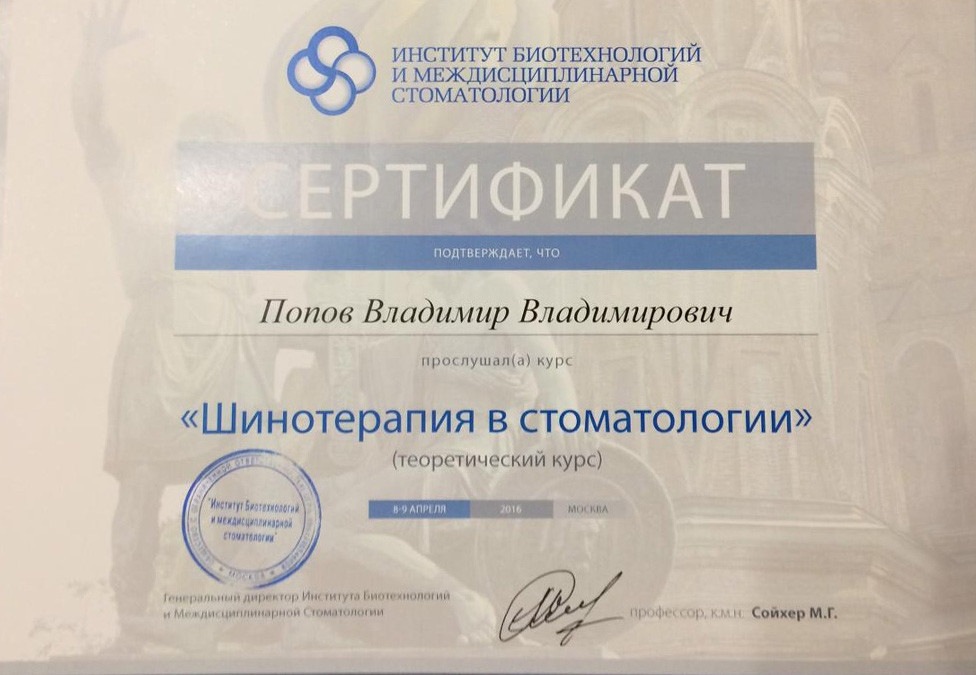 ИНСТИТУТ БИОТЕХНОЛОГИЙ
И МЕЖДИСЦИПЛИНАРНОЙ
СТОМАТОЛОГИИ
СЕРТИФИКАТ
ПОДТВЕРЖДАЕТ, ЧТО
Попов Владимир Владимирович
прослушал(а) курс
«Шинотерапия в стоматологии»
(теоретический курс)
8-9 АПРЕЛЯ 2016 МОСКВА
"Институт Биотехнологий
и междисциплинарной
стоматологии"
МОСКВА
Генеральный директор Института Биотехнологий
и Междисциплинарной Стоматологии
профессор, к.м.н: Сойхер М.Г.